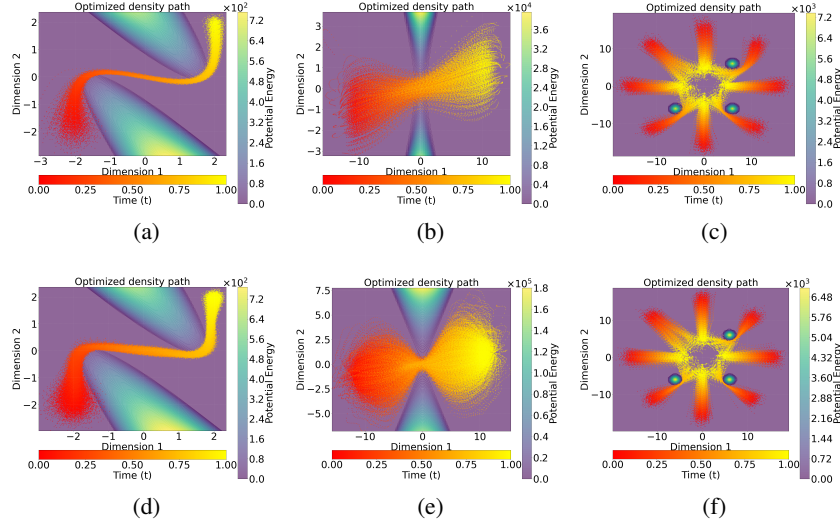 Optimized density path
×10²
Dimension 2
2
1
0
−1
−2
−3 −2 −1 0 1 2
Dimension 1
0.00 0.25 0.50 0.75 1.00
Time (t)
7.2
6.4
5.6
4.8
4.0
3.2
2.4
1.6
0.8
0.0
Potential Energy
(a)
Optimized density path
×10⁴
Dimension 2
3
2
1
0
−1
−2
−3
−10 0 10
Dimension 1
0.00 0.25 0.50 0.75 1.00
Time (t)
3.6
3.2
2.8
2.4
2.0
1.6
1.2
0.8
0.4
0.0
Potential Energy
(b)
Optimized density path
×10³
Dimension 2
10
0
−10
−10 0 10
Dimension 1
0.00 0.25 0.50 0.75 1.00
Time (t)
7.2
6.4
5.6
4.8
4.0
3.2
2.4
1.6
0.8
0.0
Potential Energy
(c)
Optimized density path
×10²
Dimension 2
2
1
0
−1
−2
−2 −1 0 1 2
Dimension 1
0.00 0.25 0.50 0.75 1.00
Time (t)
7.2
6.4
5.6
4.8
4.0
3.2
2.4
1.6
0.8
0.0
Potential Energy
(d)
Optimized density path
×10⁵
Dimension 2
7.5
5.0
2.5
0.0
−2.5
−5.0
−10 0 10
Dimension 1
0.00 0.25 0.50 0.75 1.00
Time (t)
1.8
1.6
1.4
1.2
1.0
0.8
0.6
0.4
0.2
0.0
Potential Energy
(e)
Optimized density path
×10³
Dimension 2
10
0
−10
−10 0 10
Dimension 1
0.00 0.25 0.50 0.75 1.00
Time (t)
6.48
5.76
5.04
4.32
3.60
2.88
2.16
1.44
0.72
0.00
Potential Energy
(f)